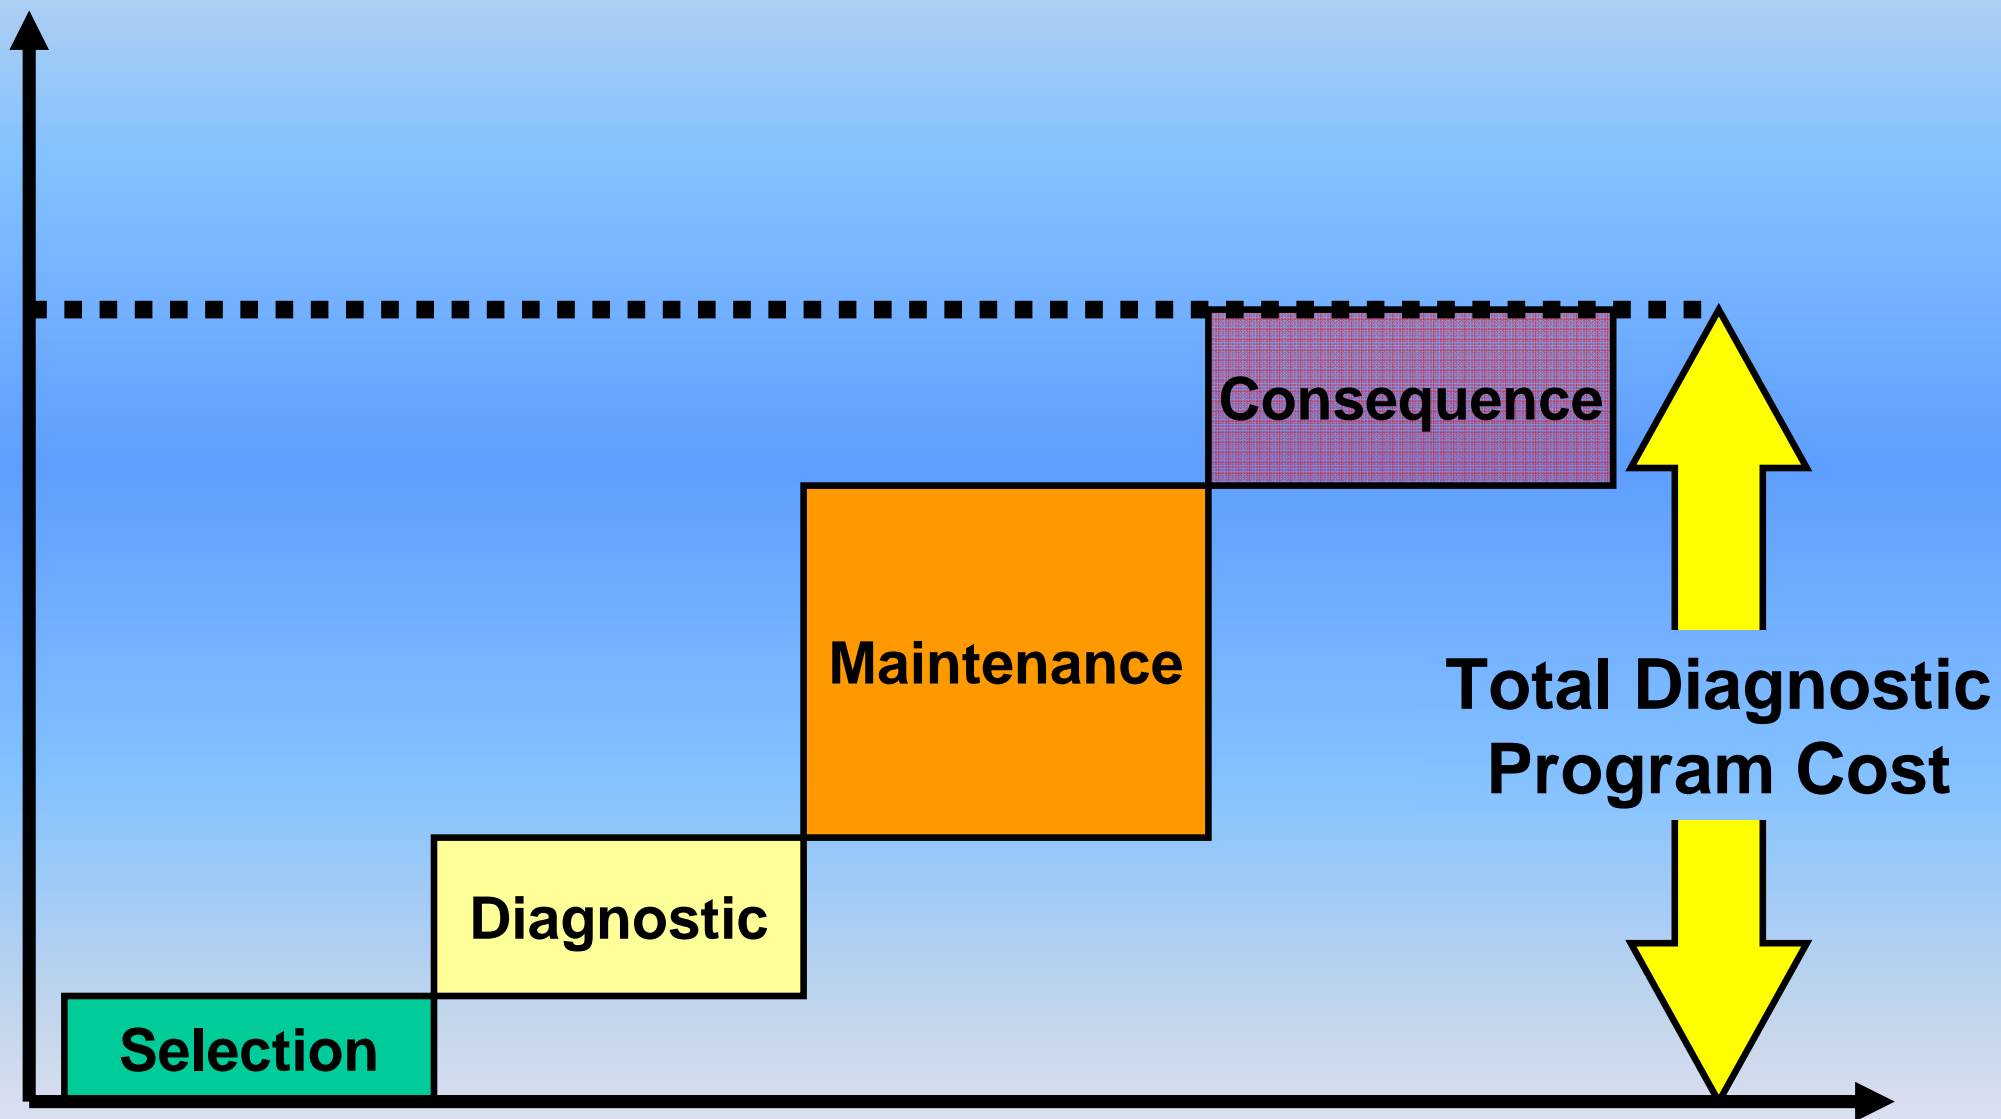 Consequence
Maintenance
Total Diagnostic
Program Cost
Diagnostic
Selection